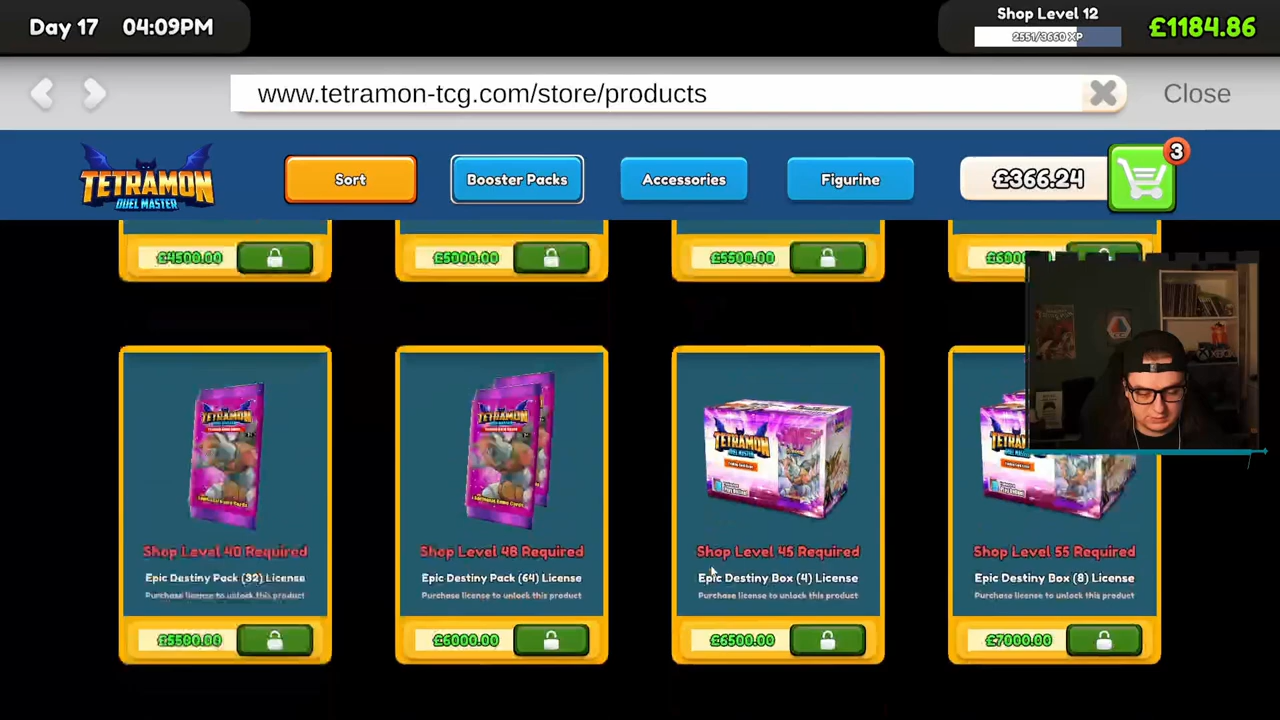 Day 17 04:09PM
Shop Level 12
2551/3660 XP
£1184.86
www.tetramon-tcg.com/store/products
Close
TETRAMON
DUEL MASTER
Sort
Booster Packs
Accessories
Figurine
£366.24
3
£4500.00
£5000.00
£5500.00
TETRAMON
TETRAMON
TETRAMON
Shop Level 40 Required
Shop Level 48 Required
Shop Level 45 Required
Shop Level 55 Required
Epic Destiny Pack (32) License
Epic Destiny Pack (64) License
Epic Destiny Box (4) License
Epic Destiny Box (8) License
Purchase license to unlock this product
Purchase license to unlock this product
Purchase license to unlock this product
Purchase license to unlock this product
£5500.00
£6000.00
£6500.00
£7000.00